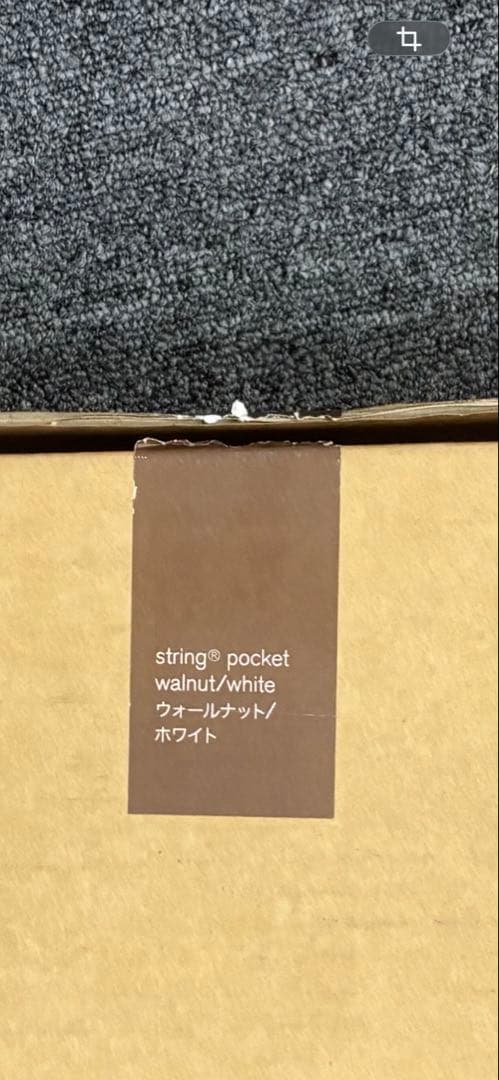 string® pocket
walnut/white
ウォールナット/
ホワイト